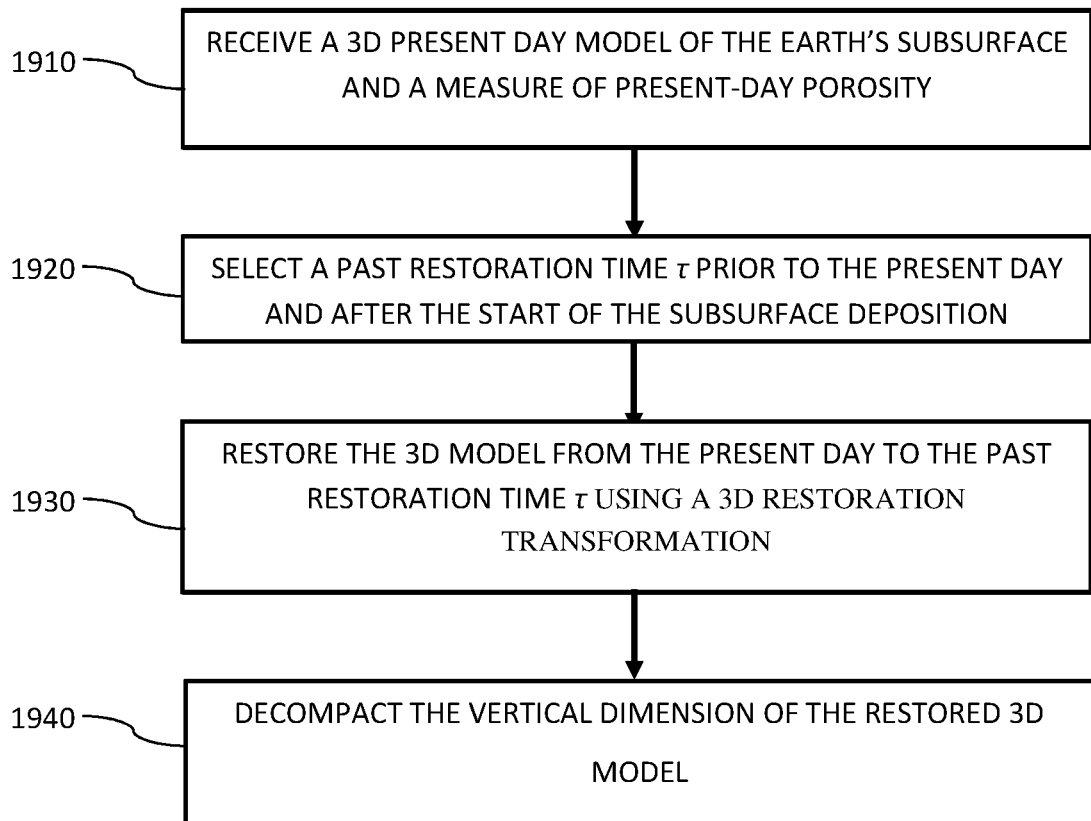 1910
RECEIVE A 3D PRESENT DAY MODEL OF THE EARTH'S SUBSURFACE
AND A MEASURE OF PRESENT-DAY POROSITY
1920
SELECT A PAST RESTORATION TIME τ PRIOR TO THE PRESENT DAY
AND AFTER THE START OF THE SUBSURFACE DEPOSITION
1930
RESTORE THE 3D MODEL FROM THE PRESENT DAY TO THE PAST
RESTORATION TIME τ USING A 3D RESTORATION
TRANSFORMATION
1940
DECOMPACT THE VERTICAL DIMENSION OF THE RESTORED 3D
MODEL